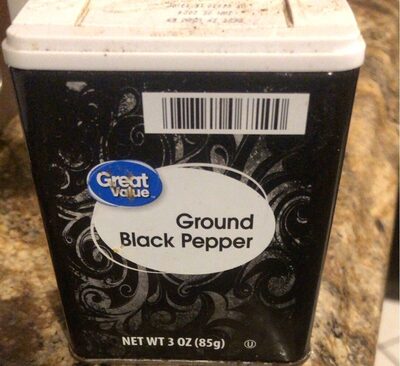 Great
Value
Ground
Black Pepper
NET WT 3 OZ (85g)
U